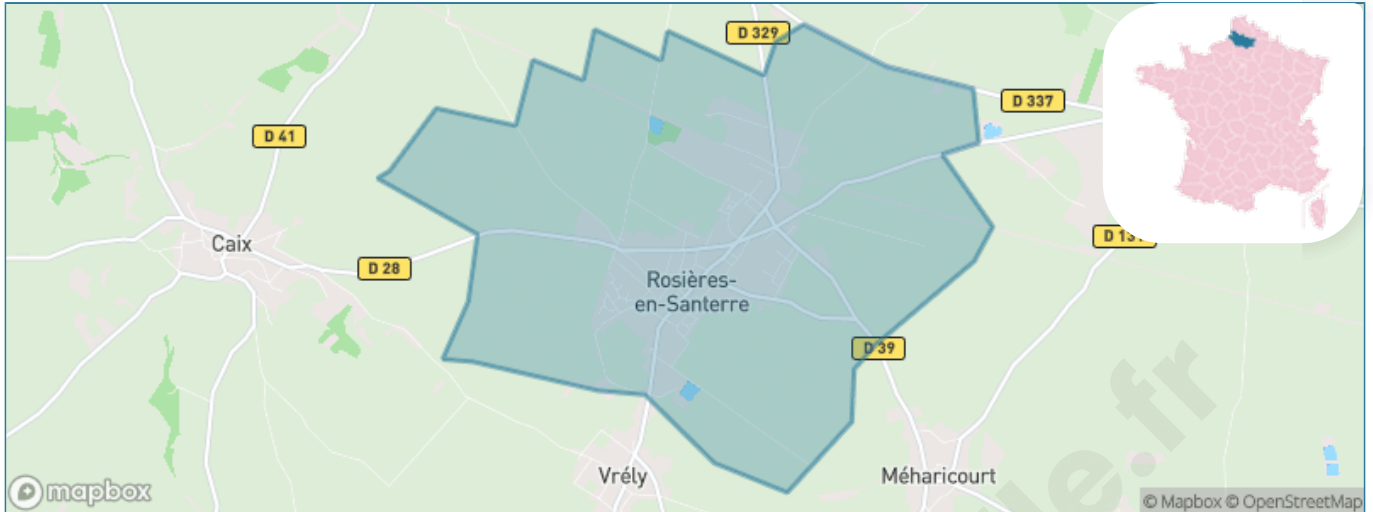 D 329
D 337
D 41
Caix
D 28
Rosières-
en-Santerre
D 39
Vrély
Méharicourt
mapbox
© Mapbox © OpenStreetMap